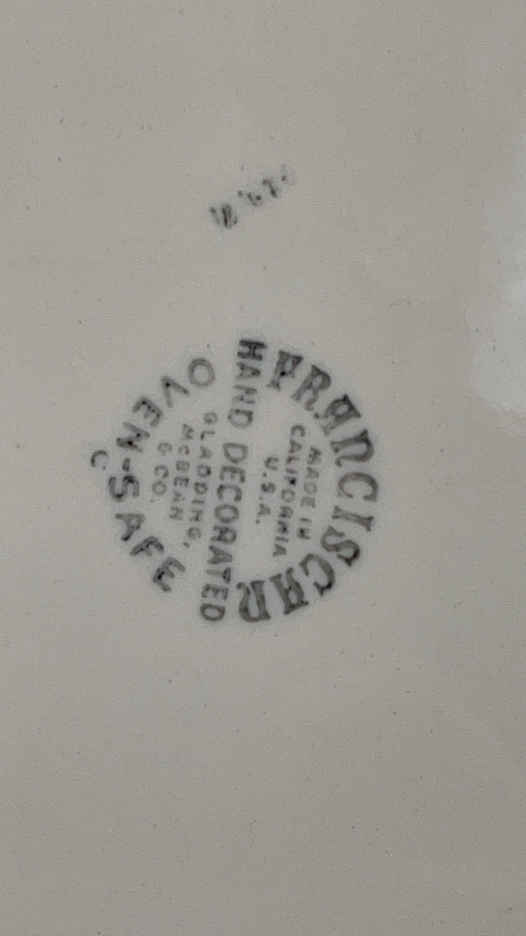 FRANCISCAN
MADE IN
CALIFORNIA
U.S.A.
HAND DECORATED
GLADDING,
McBEAN
& CO.
OVEN-SAFE
C